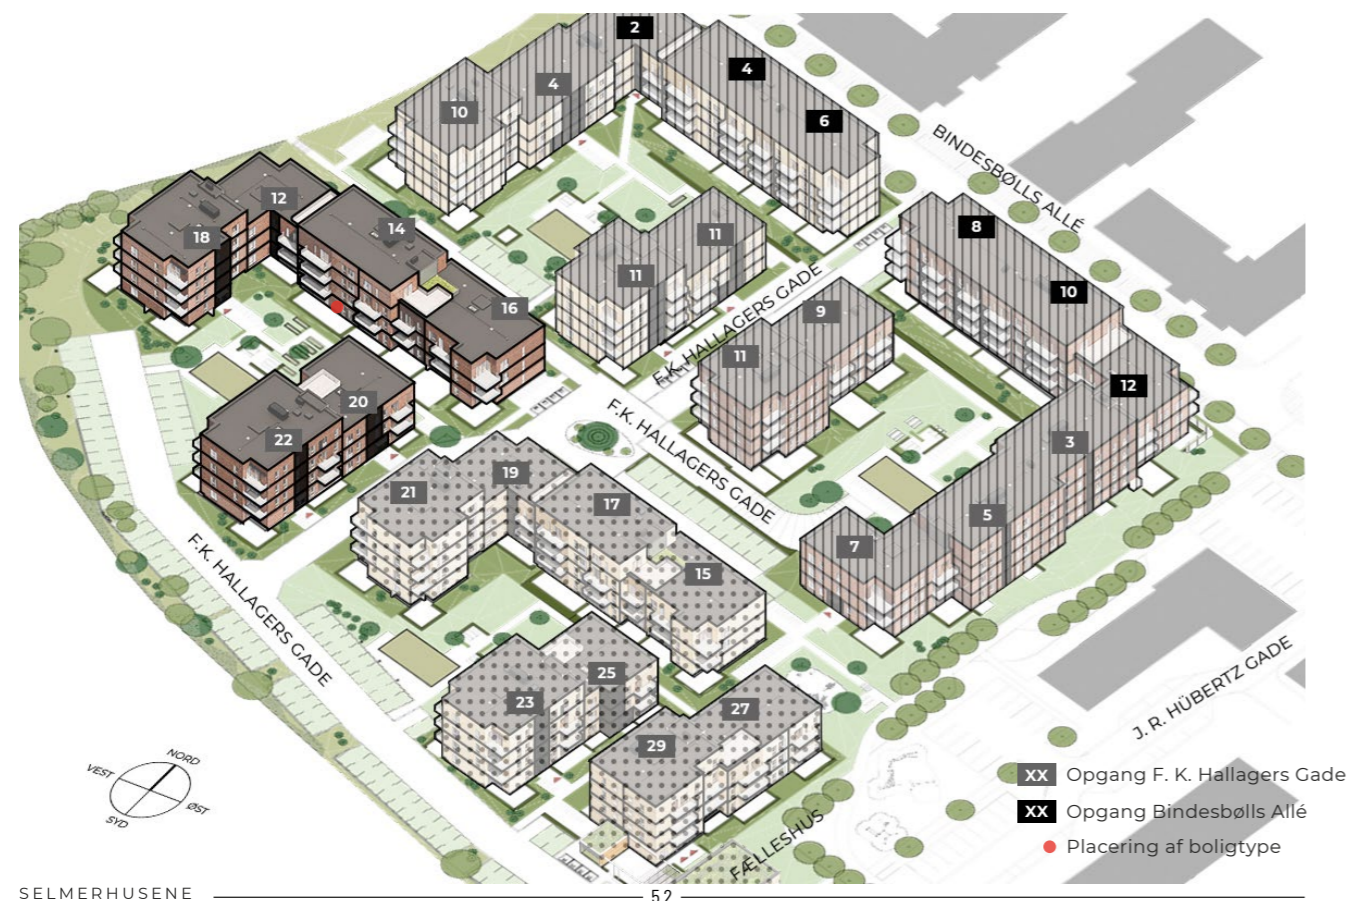 2
4
4
10
6
BINDESBØLLS ALLÉ
12
18
14
11
11
8
16
F.K. HALLAGERS GADE
9
10
11
12
20
22
F.K. HALLAGERS GADE
3
21
19
17
5
7
15
F.K. HALLAGERS GADE
25
23
27
29
J. R. HÜBERTZ GADE
FÆLLESHUS
NORD
VEST
ØST
SYD
XX Opgang F. K. Hallagers Gade
XX Opgang Bindesbølls Allé
Placering af boligtype
SELMERHUSENE 52